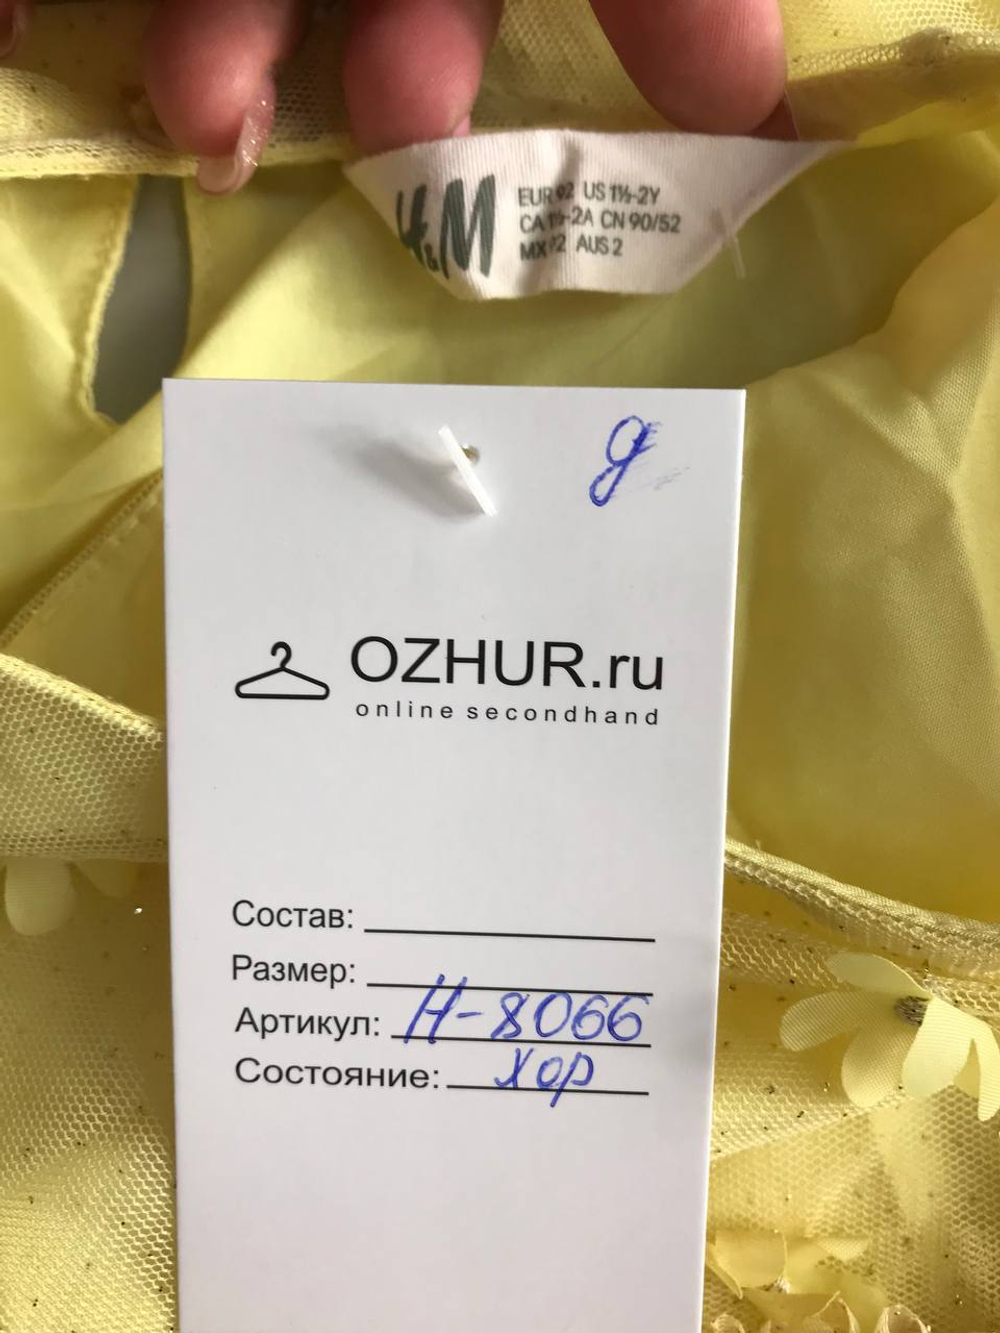 H&M
EUR 92 US 1½-2Y
CA 1½-2A CN 90/52
MX 92 AUS 2
g
OZHUR.ru
online secondhand
Состав:
Размер:
Артикул: Н-8066
Состояние: хор